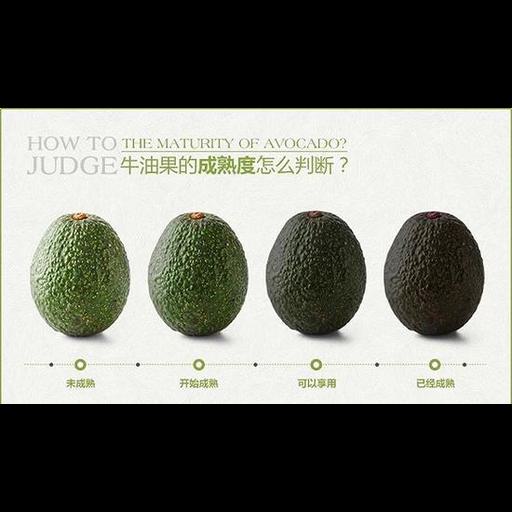 HOW TO JUDGE
THE MATURITY OF AVOCADO?
牛油果的成熟度怎么判断？
未成熟
开始成熟
可以享用
已经成熟